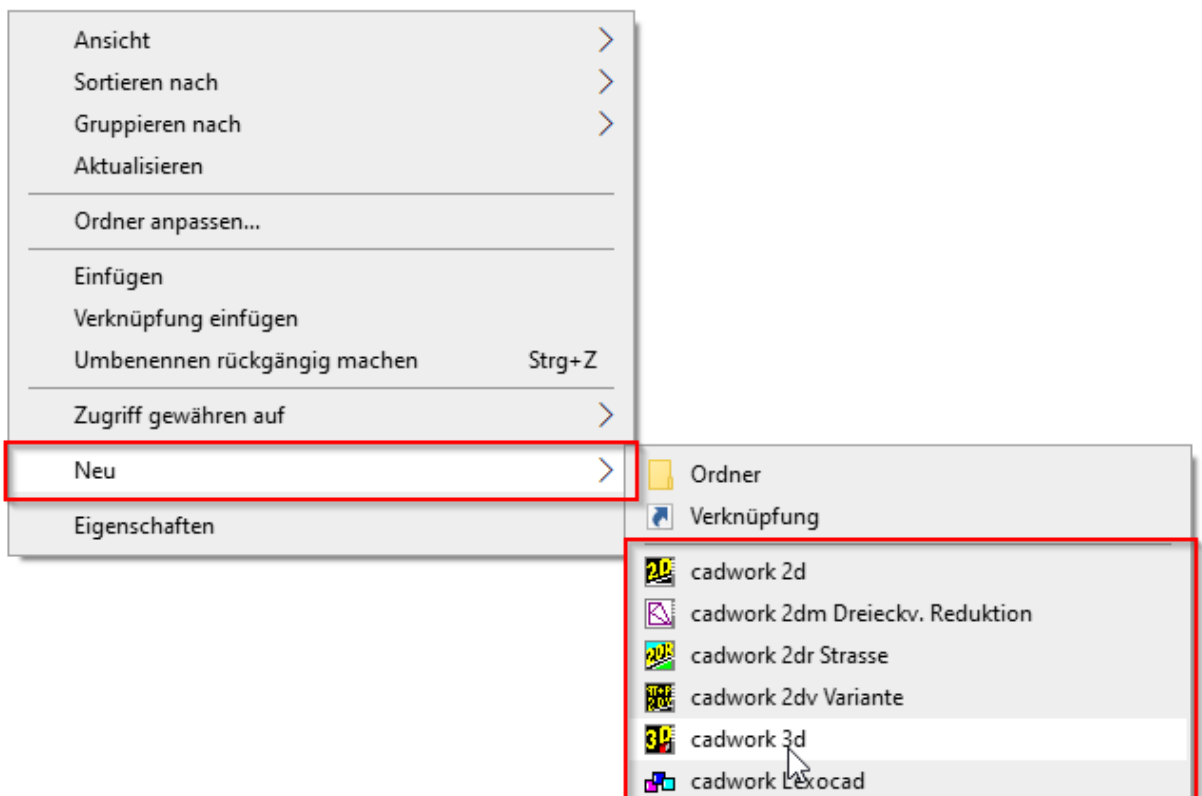 Ansicht
Sortieren nach
Gruppieren nach
Aktualisieren
Ordner anpassen...
Einfügen
Verknüpfung einfügen
Umbenennen rückgängig machen Strg+Z
Zugriff gewähren auf
Neu
Eigenschaften
Ordner
Verknüpfung
cadwork 2d
cadwork 2dm Dreieckv. Reduktion
cadwork 2dr Strasse
cadwork 2dv Variante
cadwork 3d
cadwork Lexocad